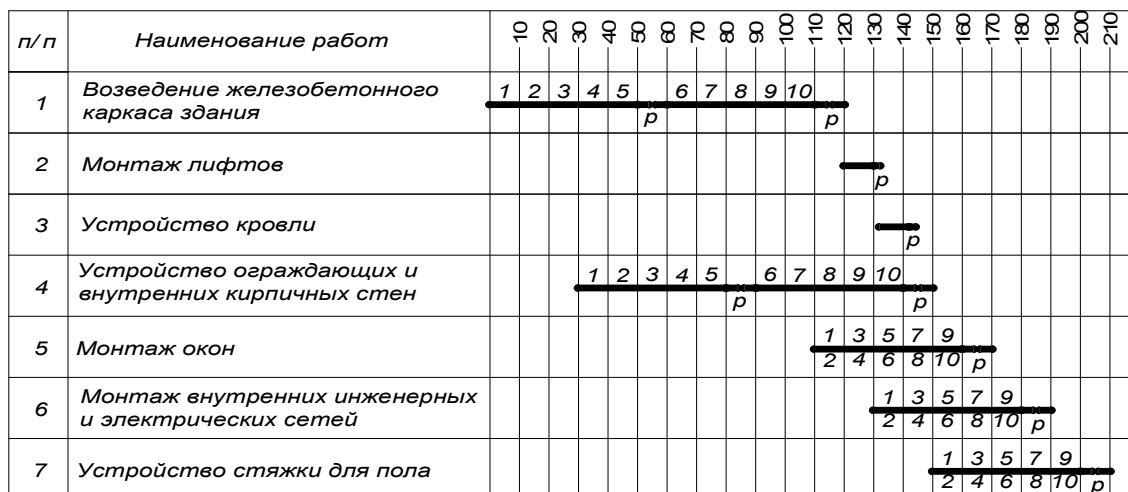 п/п Наименование работ 10 20 30 40 50 60 70 80 90 100 110 120 130 140 150 160 170 180 190 200 210
1 Возведение железобетонного
каркаса здания
1 2 3 4 5 6 7 8 9 10
р р
2 Монтаж лифтов
р
3 Устройство кровли
р
4 Устройство ограждающих и
внутренних кирпичных стен
1 2 3 4 5 6 7 8 9 10
р р
5 Монтаж окон
1 3 5 7 9
2 4 6 8 10 р
6 Монтаж внутренних инженерных
и электрических сетей
1 3 5 7 9
2 4 6 8 10 р
7 Устройство стяжки для пола
1 3 5 7 9
2 4 6 8 10 р